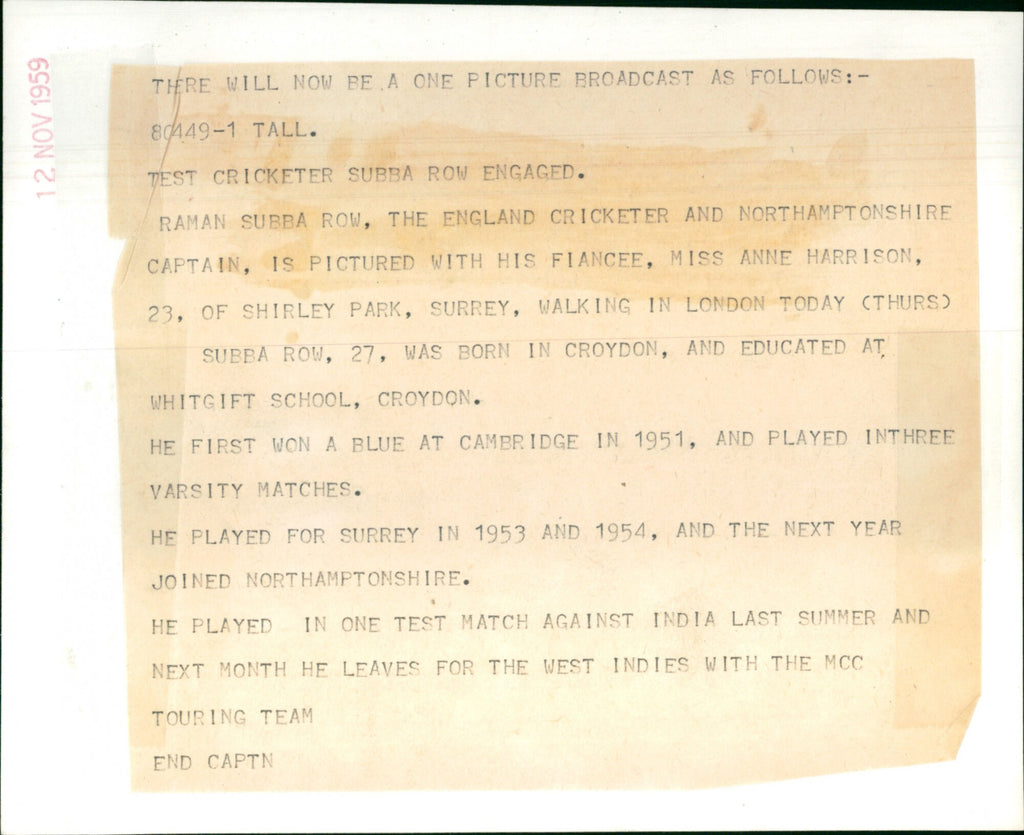 12 NOV 1959
THERE WILL NOW BE A ONE PICTURE BROADCAST AS FOLLOWS:-
80449-1 TALL.
TEST CRICKETER SUBBA ROW ENGAGED.
RAMAN SUBBA ROW, THE ENGLAND CRICKETER AND NORTHAMPTONSHIRE
CAPTAIN, IS PICTURED WITH HIS FIANCEE, MISS ANNE HARRISON,
23, OF SHIRLEY PARK, SURREY, WALKING IN LONDON TODAY (THURS)
SUBBA ROW, 27, WAS BORN IN CROYDON, AND EDUCATED AT
WHITGIFT SCHOOL, CROYDON.
HE FIRST WON A BLUE AT CAMBRIDGE IN 1951, AND PLAYED INTHREE
VARSITY MATCHES.
HE PLAYED FOR SURREY IN 1953 AND 1954, AND THE NEXT YEAR
JOINED NORTHAMPTONSHIRE.
HE PLAYED  IN ONE TEST MATCH AGAINST INDIA LAST SUMMER AND
NEXT MONTH HE LEAVES FOR THE WEST INDIES WITH THE MCC
TOURING TEAM
END CAPTN